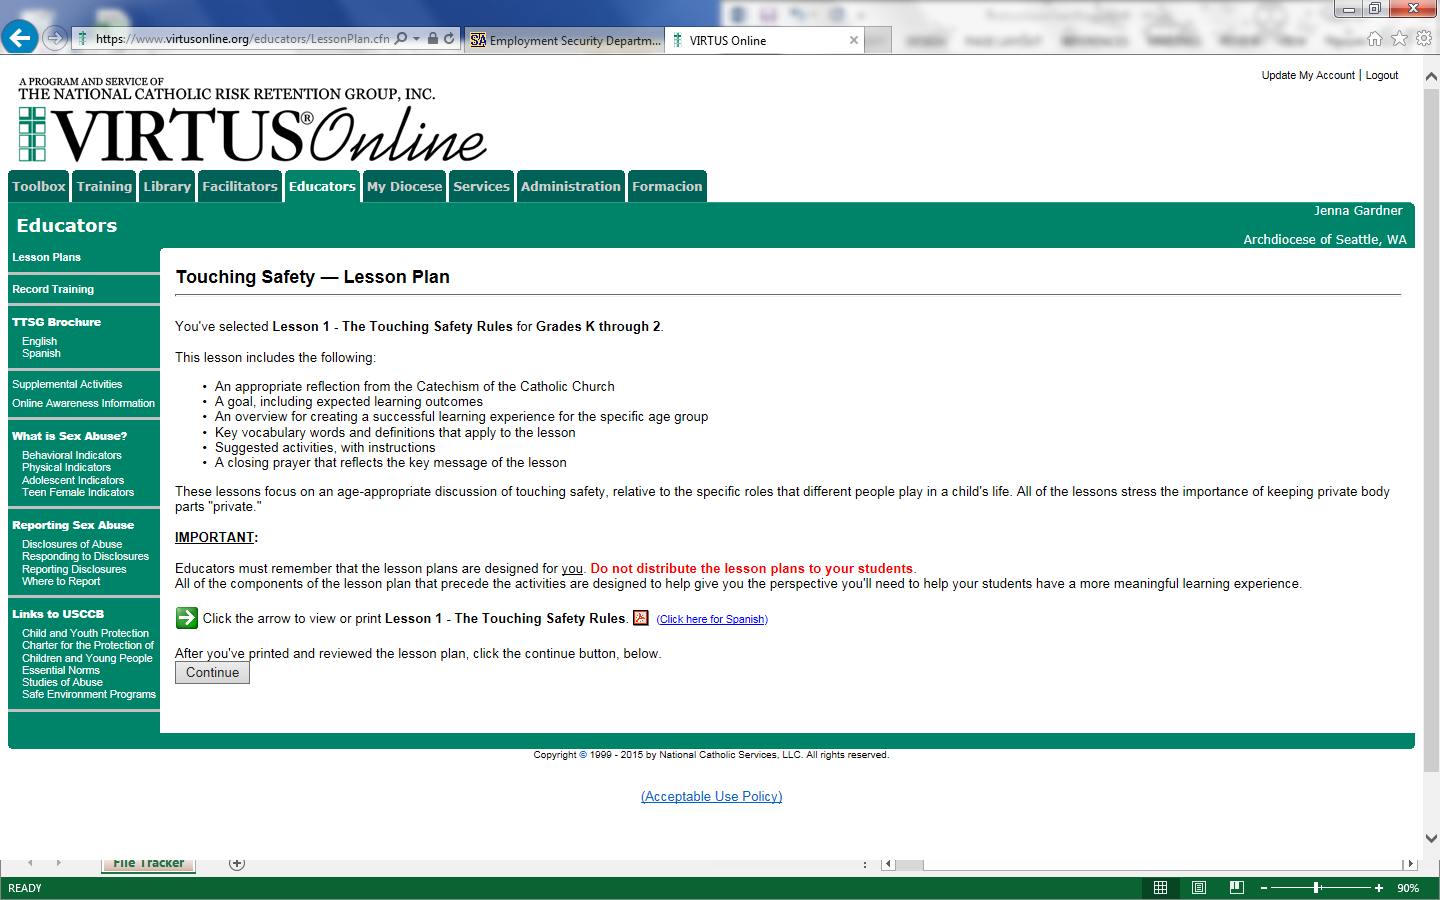 https://www.virtusonline.org/educators/LessonPlan.cfn
Employment Security Departm...
VIRTUS Online
Update My Account | Logout
A PROGRAM AND SERVICE OF
THE NATIONAL CATHOLIC RISK RETENTION GROUP, INC.
VIRTUS® Online
Toolbox Training Library Facilitators Educators My Diocese Services Administration Formacion
Jenna Gardner
Educators
Archdiocese of Seattle, WA
Lesson Plans
Record Training
TTSG Brochure
English
Spanish
Supplemental Activities
Online Awareness Information
What is Sex Abuse?
Behavioral Indicators
Physical Indicators
Adolescent Indicators
Teen Female Indicators
Reporting Sex Abuse
Disclosures of Abuse
Responding to Disclosures
Reporting Disclosures
Where to Report
Links to USCCB
Child and Youth Protection
Charter for the Protection of
Children and Young People
Essential Norms
Studies of Abuse
Safe Environment Programs
Touching Safety — Lesson Plan
You've selected Lesson 1 - The Touching Safety Rules for Grades K through 2.
This lesson includes the following:
• An appropriate reflection from the Catechism of the Catholic Church
• A goal, including expected learning outcomes
• An overview for creating a successful learning experience for the specific age group
• Key vocabulary words and definitions that apply to the lesson
• Suggested activities, with instructions
• A closing prayer that reflects the key message of the lesson
These lessons focus on an age-appropriate discussion of touching safety, relative to the specific roles that different people play in a child's life. All of the lessons stress the importance of keeping private body
parts "private."
IMPORTANT:
Educators must remember that the lesson plans are designed for you. Do not distribute the lesson plans to your students.
All of the components of the lesson plan that precede the activities are designed to help give you the perspective you'll need to help your students have a more meaningful learning experience.
Click the arrow to view or print Lesson 1 - The Touching Safety Rules. (Click here for Spanish)
After you've printed and reviewed the lesson plan, click the continue button, below.
Continue
Copyright © 1999 - 2015 by National Catholic Services, LLC. All rights reserved.
(Acceptable Use Policy)
File Tracker
READY
90%